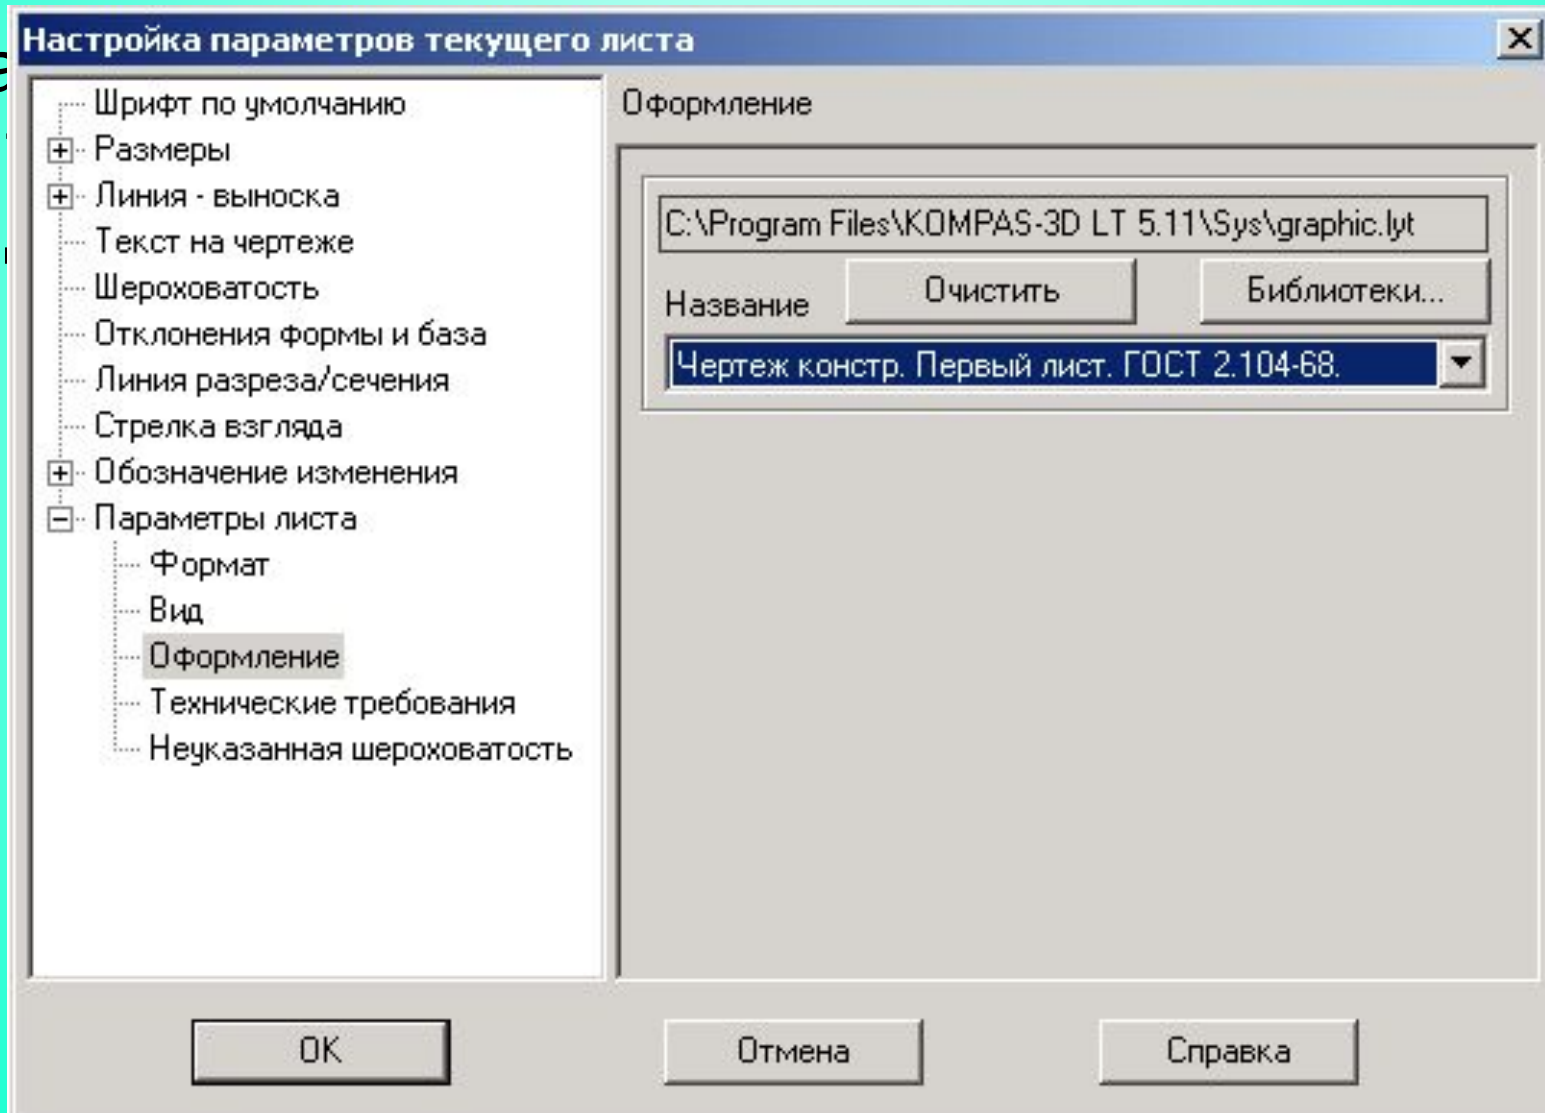 Настройка параметров текущего листа
Шрифт по умолчанию
Размеры
Линия - выноска
Текст на чертеже
Шероховатость
Отклонения формы и база
Линия разреза/сечения
Стрелка взгляда
Обозначение изменения
Параметры листа
Формат
Вид
Оформление
Технические требования
Неуказанная шероховатость
Оформление
C:\Program Files\KOMPAS-3D LT 5.11\Sys\graphic.lyt
Название
Очистить
Библиотеки...
Чертеж констр. Первый лист. ГОСТ 2.104-68.
OK
Отмена
Справка